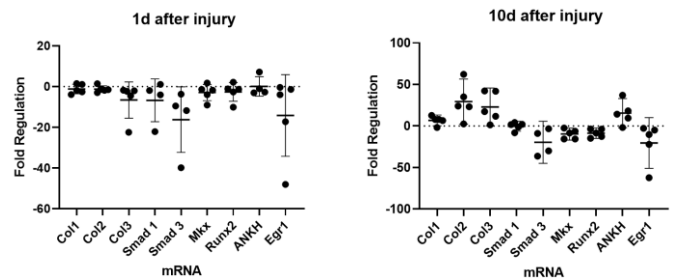 1d after injury
20
0
-20
-40
-60
Fold Regulation
Col1
Col2
Col3
Smad 1
Smad 3
Mkx
Runx2
ANKH
Egr1
mRNA
10d after injury
100
50
0
-50
-100
Fold Regulation
Col1
Col2
Col3
Smad 1
Smad 3
Mkx
Runx2
ANKH
Egr1
mRNA